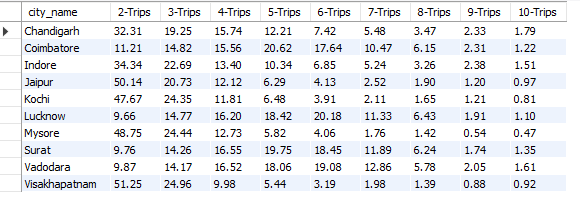 city_name 2-Trips 3-Trips 4-Trips 5-Trips 6-Trips 7-Trips 8-Trips 9-Trips 10-Trips
Chandigarh 32.31 19.25 15.74 12.21 7.42 5.48 3.47 2.33 1.79
Coimbatore 11.21 14.82 15.56 20.62 17.64 10.47 6.15 2.31 1.22
Indore 34.34 22.69 13.40 10.34 6.85 5.24 3.26 2.38 1.51
Jaipur 50.14 20.73 12.12 6.29 4.13 2.52 1.90 1.20 0.97
Kochi 47.67 24.35 11.81 6.48 3.91 2.11 1.65 1.21 0.81
Lucknow 9.66 14.77 16.20 18.42 20.18 11.33 6.43 1.91 1.10
Mysore 48.75 24.44 12.73 5.82 4.06 1.76 1.42 0.54 0.47
Surat 9.76 14.26 16.55 19.75 18.45 11.89 6.24 1.74 1.35
Vadodara 9.87 14.17 16.52 18.06 19.08 12.86 5.78 2.05 1.61
Visakhapatnam 51.25 24.96 9.98 5.44 3.19 1.98 1.39 0.88 0.92